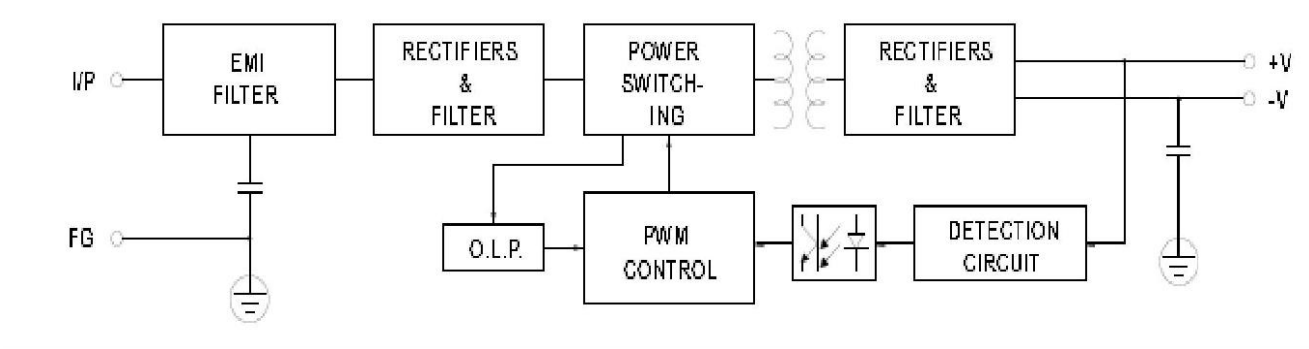 I/P
EMI
FILTER
RECTIFIERS
&
FILTER
POWER
SWITCH-
ING
RECTIFIERS
&
FILTER
+V
-V
FG
O.L.P.
PWM
CONTROL
DETECTION
CIRCUIT